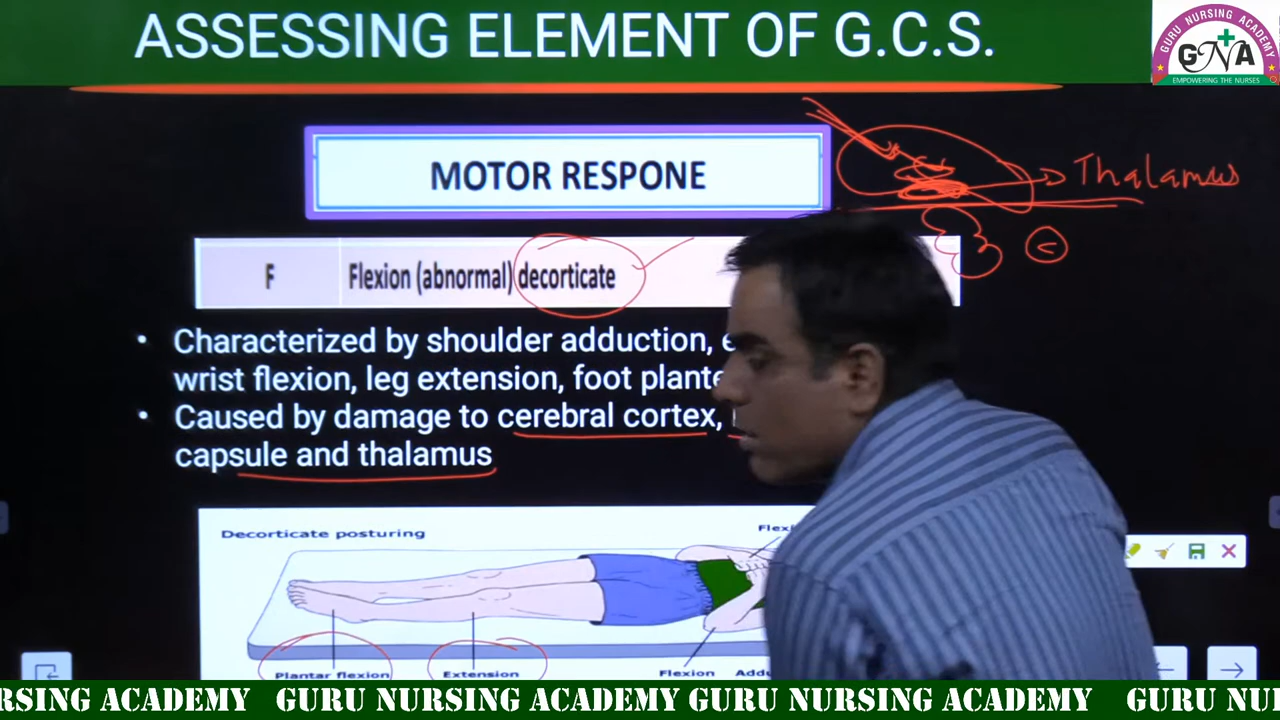 ASSESSING ELEMENT OF G.C.S.
GURU NURSING ACADEMY
GNA
EMPOWERING THE NURSES
MOTOR RESPONE
Thalamus
F Flexion (abnormal) decorticate
Characterized by shoulder adduction,
wrist flexion, leg extension, foot
Caused by damage to cerebral cortex,
capsule and thalamus
Decorticate posturing
Plantar flexion Extension Flexion
RSING ACADEMY GURU NURSING ACADEMY GURU NURSING ACADEMY GURU NUR